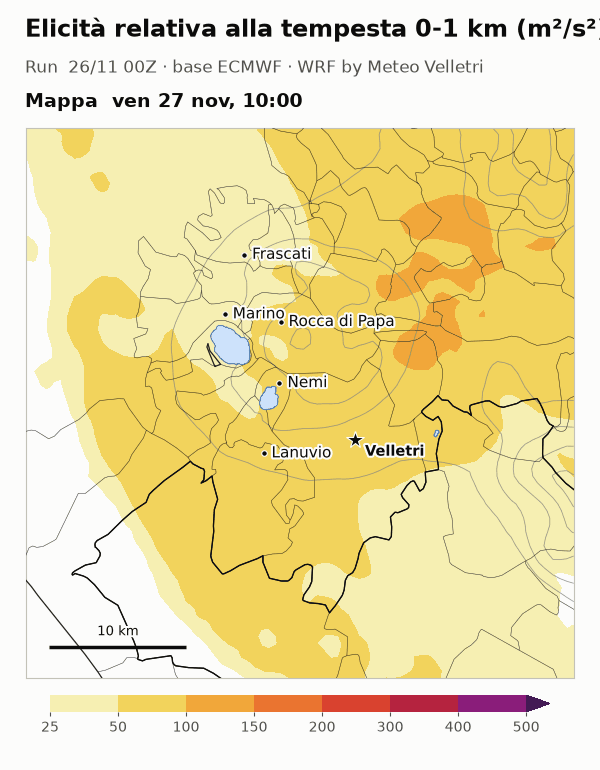 Elicità relativa alla tempesta 0-1 km (m²/s²)
Run  26/11 00Z · base ECMWF · WRF by Meteo Velletri
Mappa  ven 27 nov, 10:00
Frascati
Marino
Rocca di Papa
Nemi
Velletri
Lanuvio
10 km
25 50 100 150 200 300 400 500